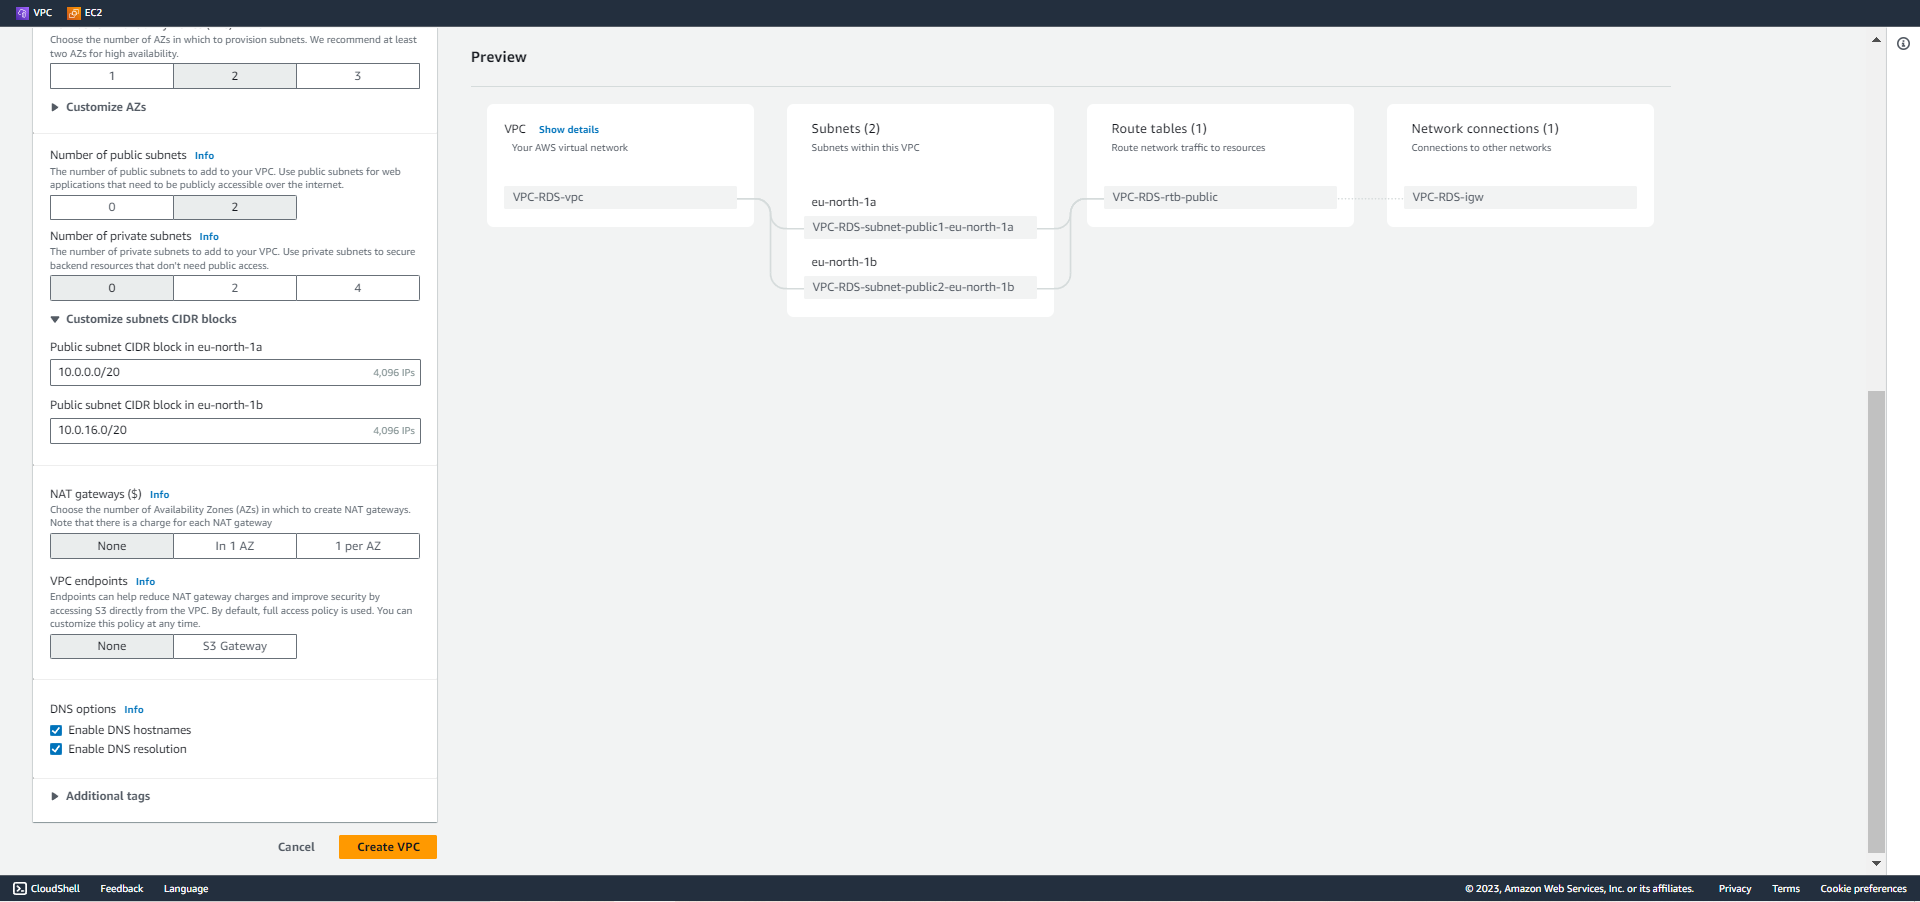 VPC
EC2
Choose the number of AZs in which to provision subnets. We recommend at least
two AZs for high availability.
1
2
3
Customize AZs
Number of public subnets Info
The number of public subnets to add to your VPC. Use public subnets for web
applications that need to be publicly accessible over the internet.
0
2
Number of private subnets Info
The number of private subnets to add to your VPC. Use private subnets to secure
backend resources that don't need public access.
0
2
4
Customize subnets CIDR blocks
Public subnet CIDR block in eu-north-1a
10.0.0.0/20
4,096 IPs
Public subnet CIDR block in eu-north-1b
10.0.16.0/20
4,096 IPs
NAT gateways ($) Info
Choose the number of Availability Zones (AZs) in which to create NAT gateways.
Note that there is a charge for each NAT gateway
None
In 1 AZ
1 per AZ
VPC endpoints Info
Endpoints can help reduce NAT gateway charges and improve security by
accessing S3 directly from the VPC. By default, full access policy is used. You can
customize this policy at any time.
None
S3 Gateway
DNS options Info
Enable DNS hostnames
Enable DNS resolution
Additional tags
Cancel
Create VPC
Preview
VPC Show details
Your AWS virtual network
VPC-RDS-vpc
Subnets (2)
Subnets within this VPC
eu-north-1a
VPC-RDS-subnet-public1-eu-north-1a
eu-north-1b
VPC-RDS-subnet-public2-eu-north-1b
Route tables (1)
Route network traffic to resources
VPC-RDS-rtb-public
Network connections (1)
Connections to other networks
VPC-RDS-igw
CloudShell
Feedback
Language
© 2023, Amazon Web Services, Inc. or its affiliates.
Privacy
Terms
Cookie preferences